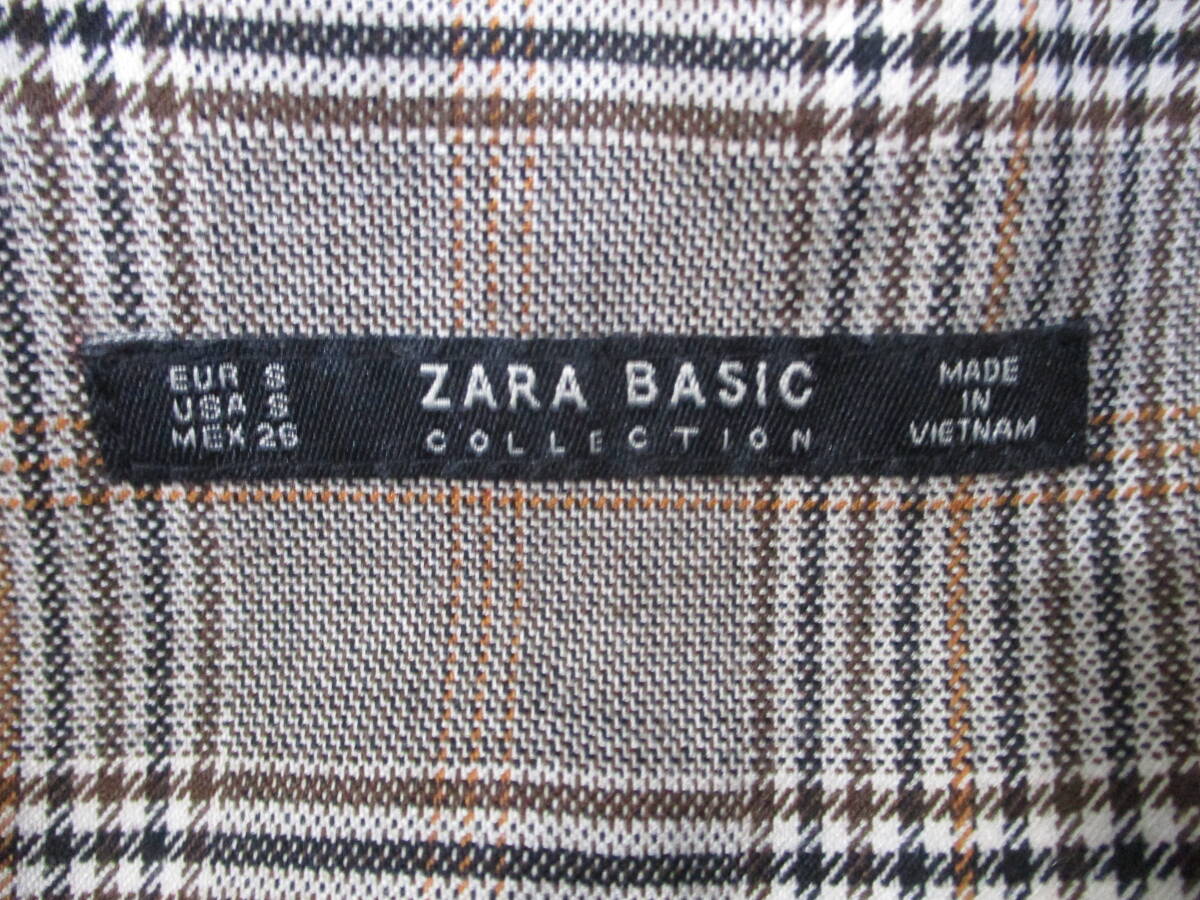 EUR S
USA S
MEX 26
ZARA BASIC
COLLECTION
MADE
IN
VIETNAM